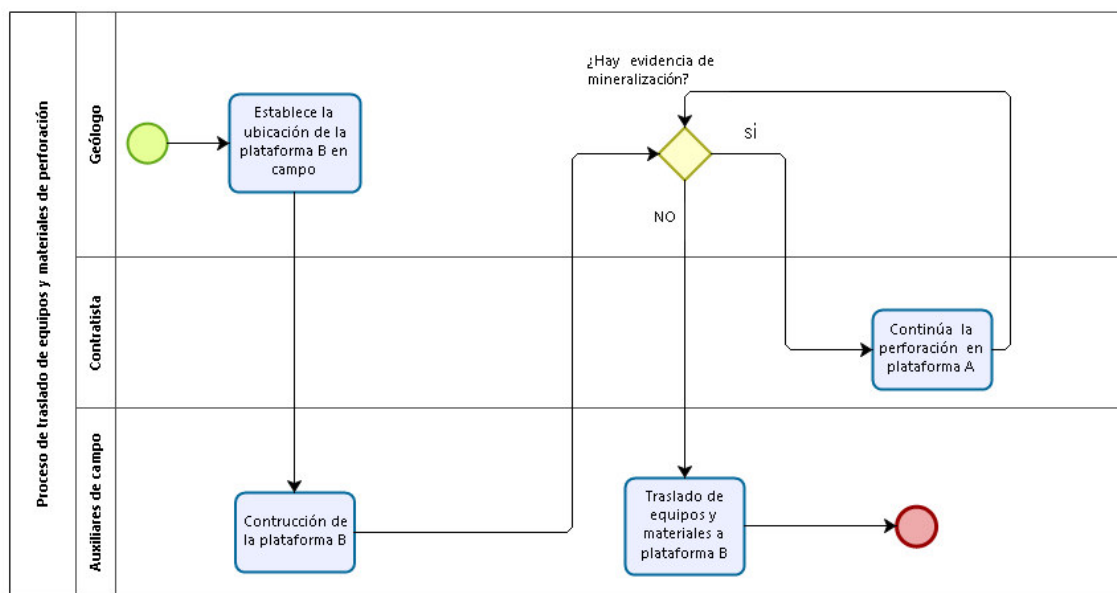 Proceso de traslado de equipos y materiales de perforación
Geólogo
Establece la
ubicación de la
plataforma B en
campo
¿Hay evidencia de
mineralización?
sí
NO
Contratista
Continúa la
perforación en
plataforma A
Auxiliares de campo
Contrucción de
la plataforma B
Traslado de
equipos y
materiales a
plataforma B